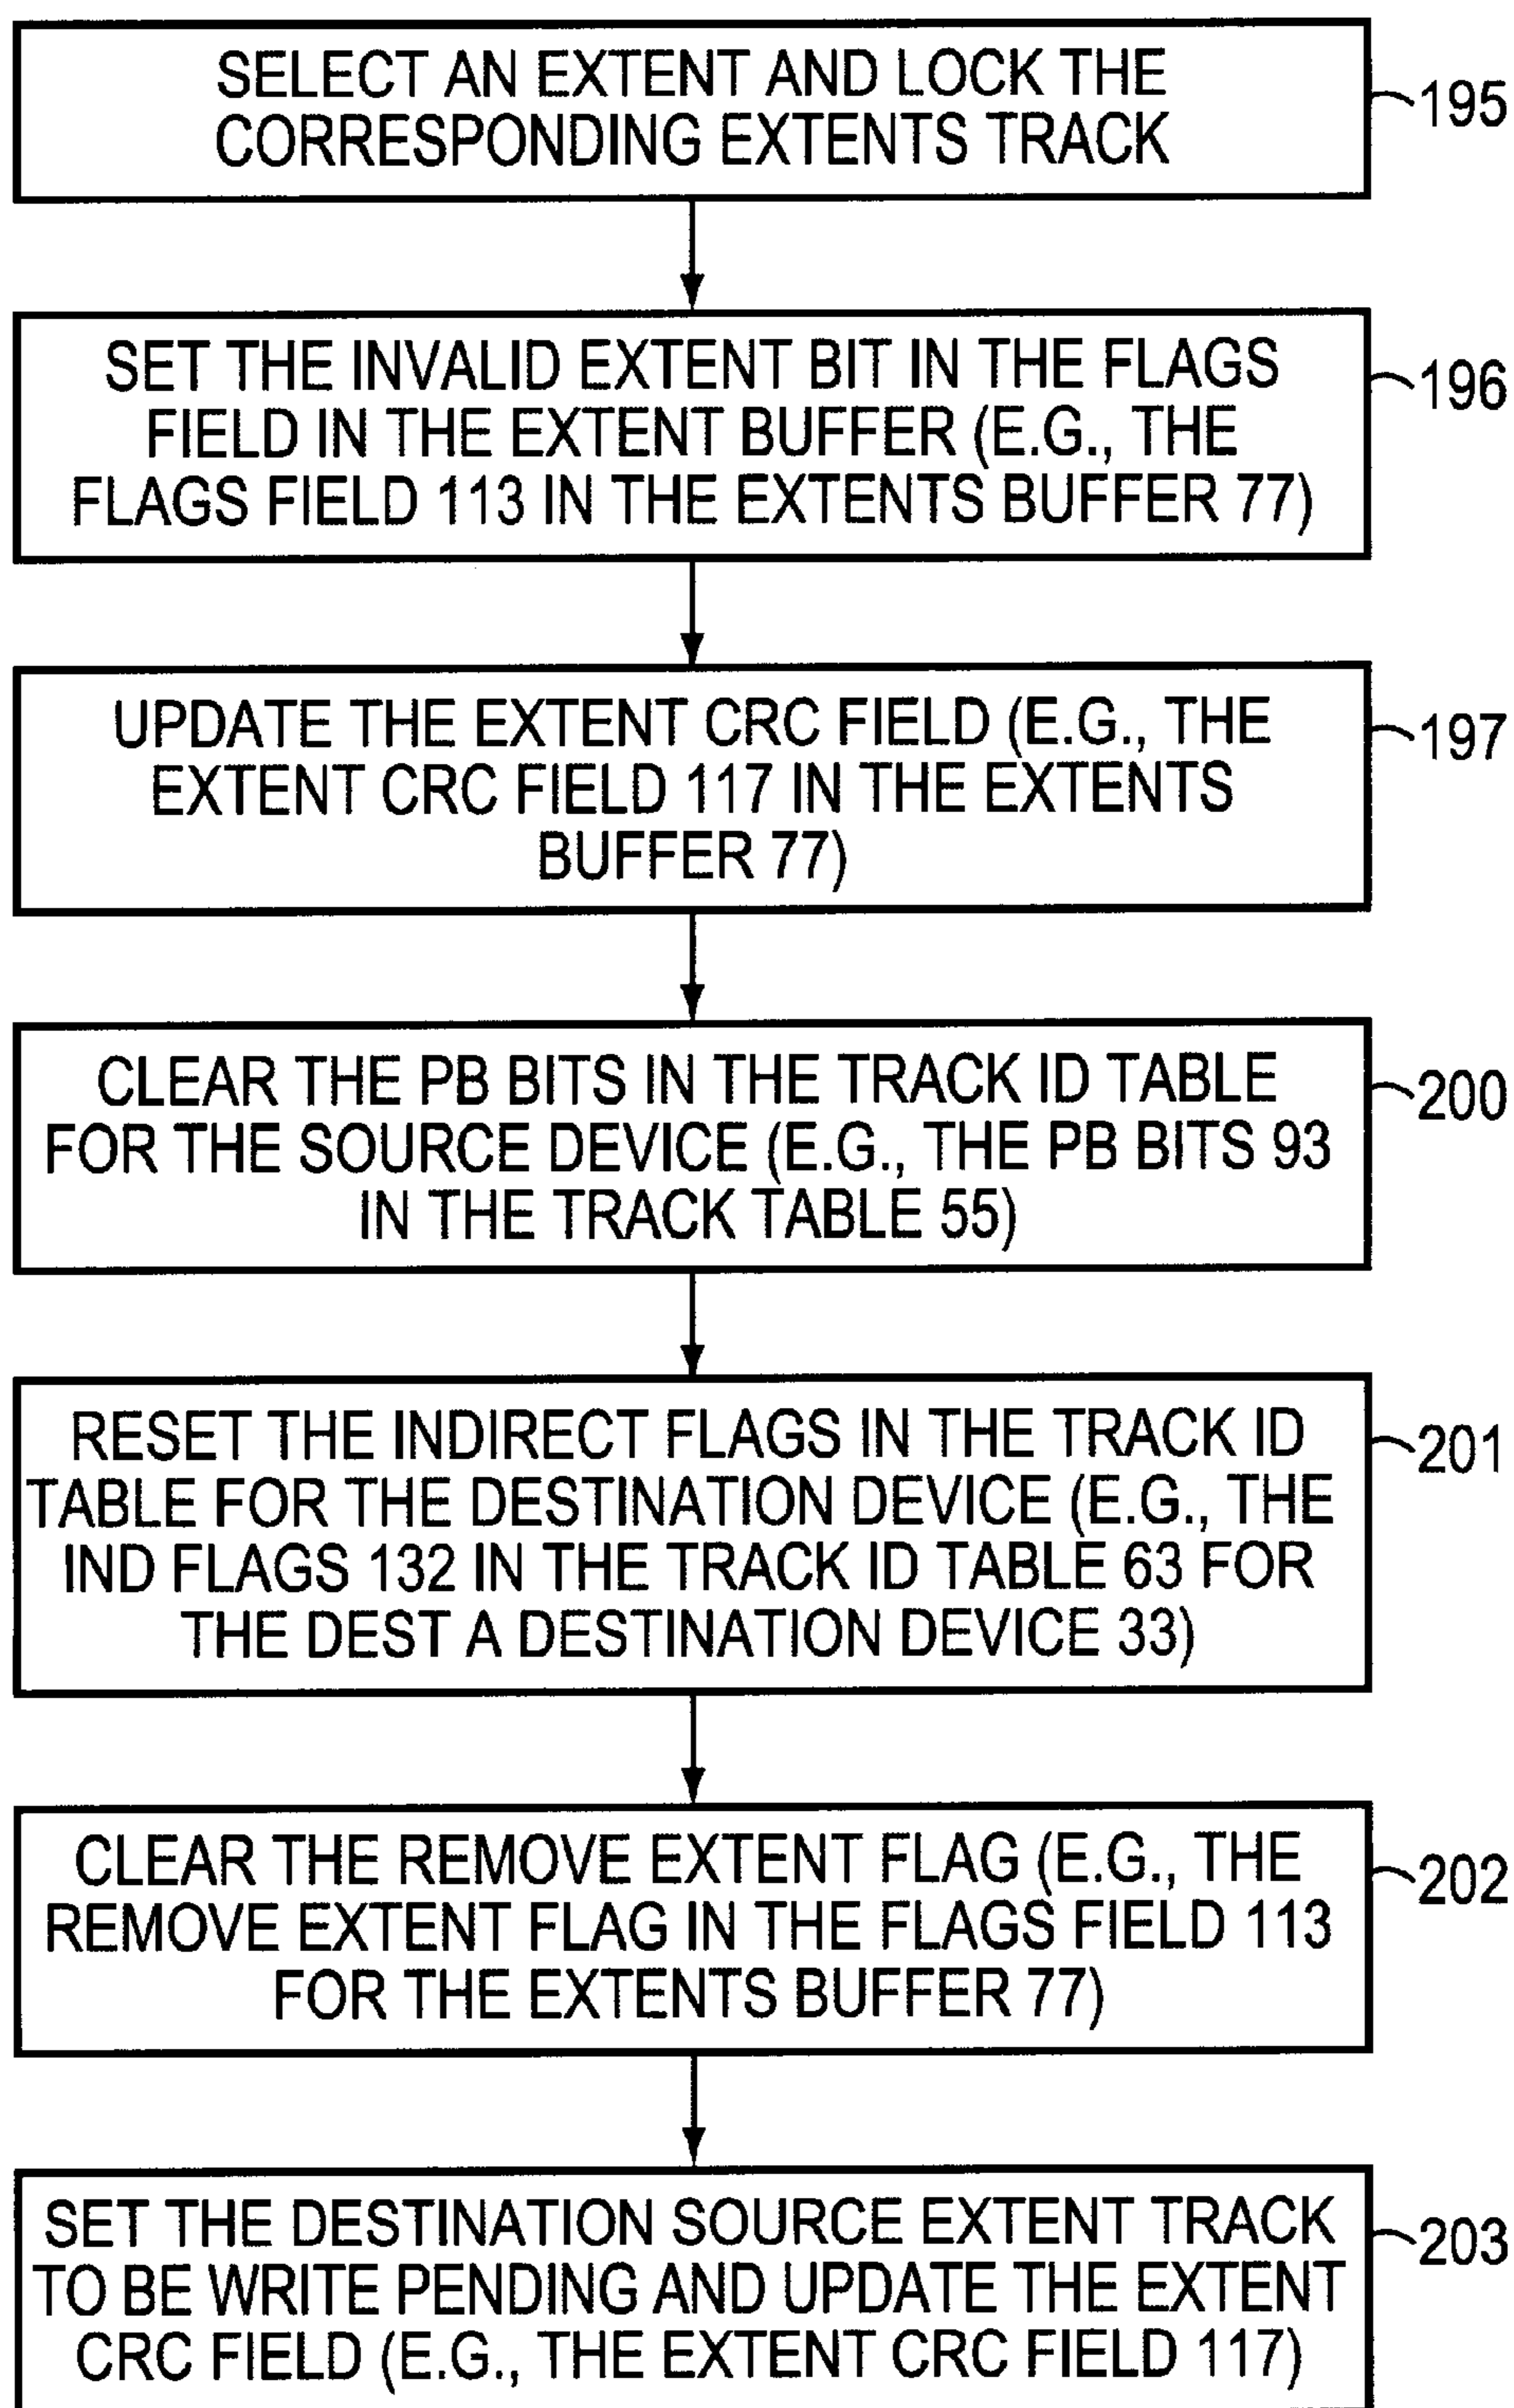 SELECT AN EXTENT AND LOCK THE
CORRESPONDING EXTENTS TRACK
195
SET THE INVALID EXTENT BIT IN THE FLAGS
FIELD IN THE EXTENT BUFFER (E.G., THE
FLAGS FIELD 113 IN THE EXTENTS BUFFER 77)
196
UPDATE THE EXTENT CRC FIELD (E.G., THE
EXTENT CRC FIELD 117 IN THE EXTENTS
BUFFER 77)
197
CLEAR THE PB BITS IN THE TRACK ID TABLE
FOR THE SOURCE DEVICE (E.G., THE PB BITS 93
IN THE TRACK TABLE 55)
200
RESET THE INDIRECT FLAGS IN THE TRACK ID
TABLE FOR THE DESTINATION DEVICE (E.G., THE
IND FLAGS 132 IN THE TRACK ID TABLE 63 FOR
THE DEST A DESTINATION DEVICE 33)
201
CLEAR THE REMOVE EXTENT FLAG (E.G., THE
REMOVE EXTENT FLAG IN THE FLAGS FIELD 113
FOR THE EXTENTS BUFFER 77)
202
SET THE DESTINATION SOURCE EXTENT TRACK
TO BE WRITE PENDING AND UPDATE THE EXTENT
CRC FIELD (E.G., THE EXTENT CRC FIELD 117)
203